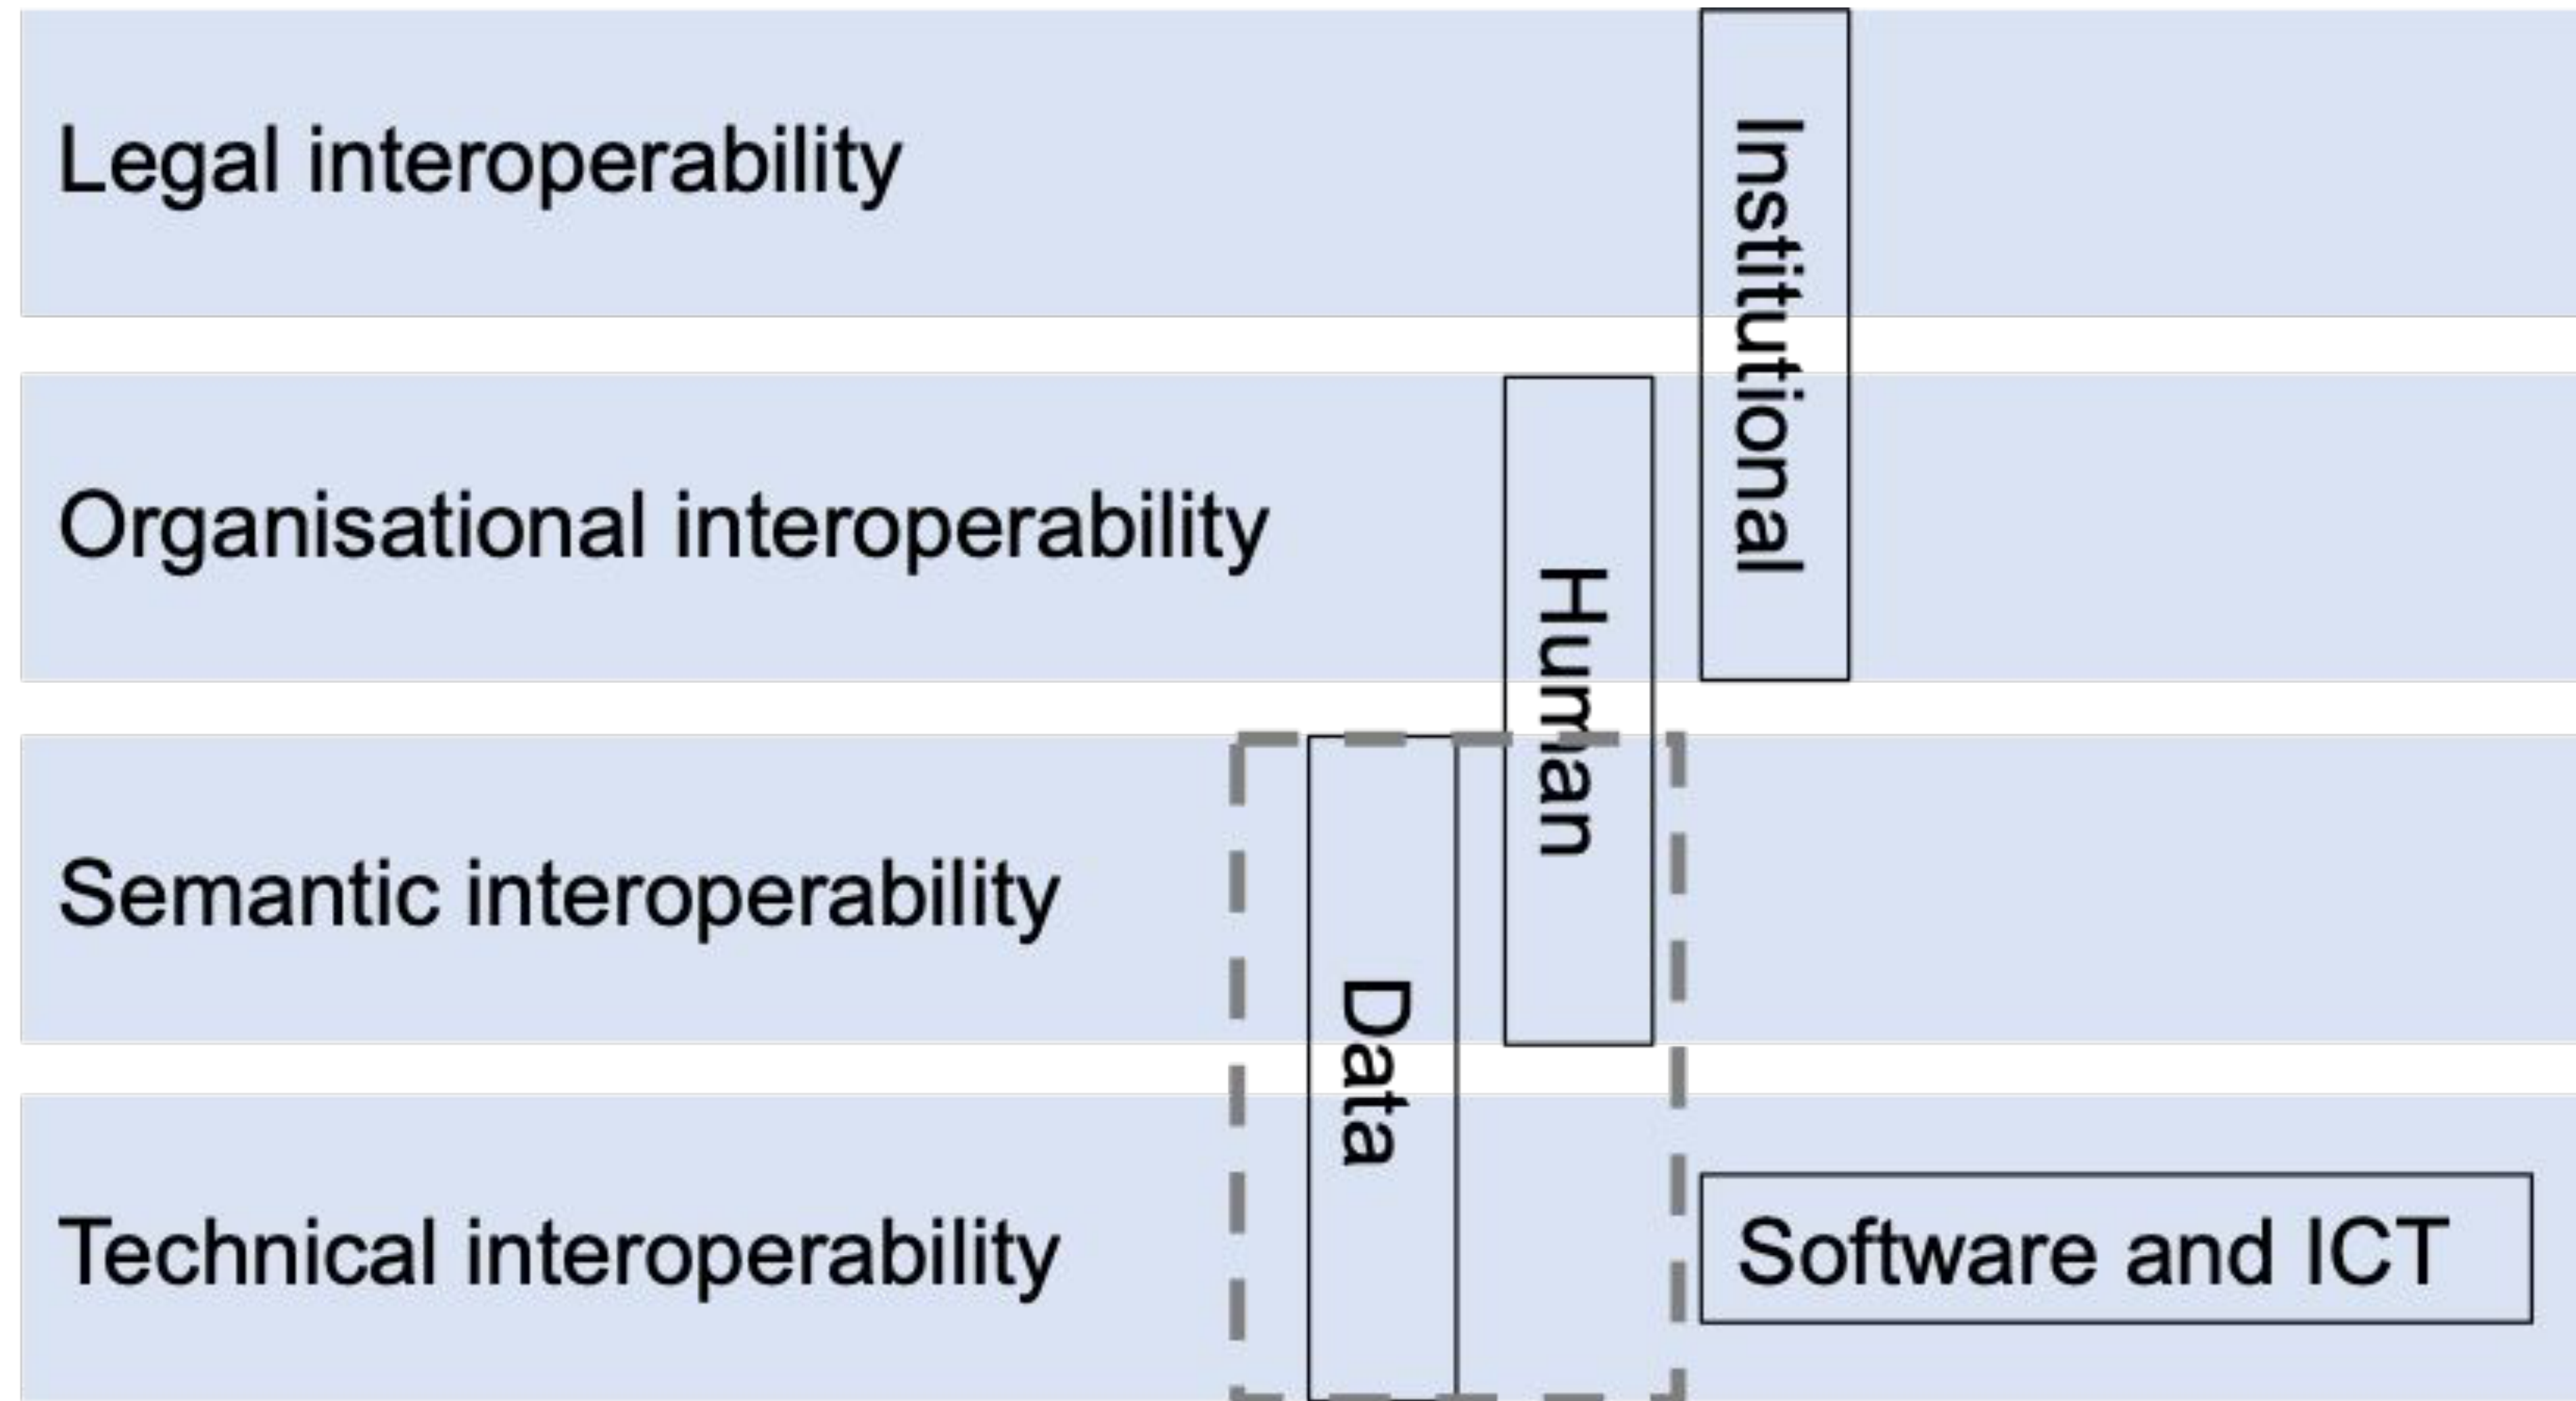 Legal interoperability
Institutional
Organisational interoperability
Human
Semantic interoperability
Data
Technical interoperability
Software and ICT